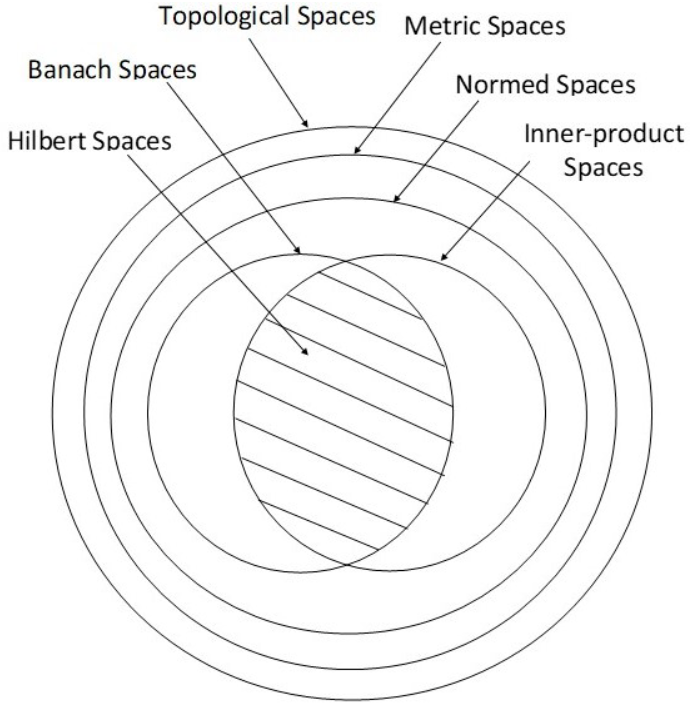 Topological Spaces
Metric Spaces
Banach Spaces
Normed Spaces
Hilbert Spaces
Inner-product
Spaces